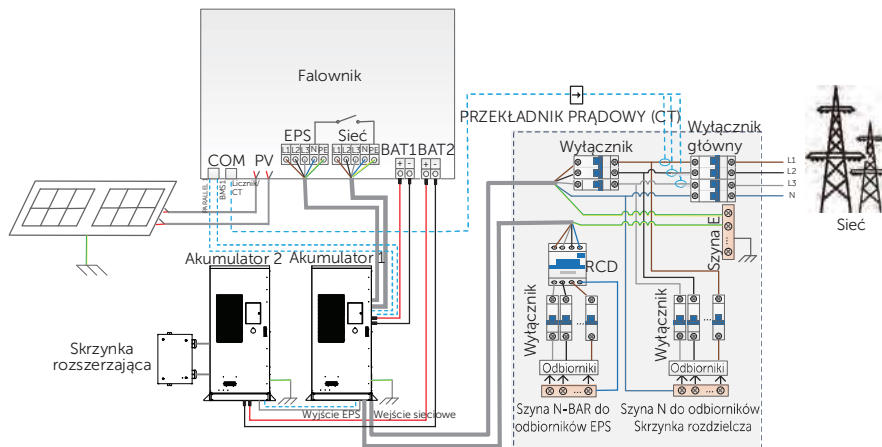 Falownik
EPS
Sieć
L1 L2 L3 N PE
L1 L2 L3 N PE
BAT1 BAT2
+ - + -
COM
PV
PARALLEL
BMS1
Licznik/
CT
PRZEKŁADNIK PRĄDOWY (CT)
Wyłącznik
Wyłącznik
główny
L1
L2
L3
N
Sieć
Szyna E
RCD
Akumulator 2
Akumulator 1
Skrzynka
rozszerzająca
Wyłącznik
Wyłącznik
Odbiorniki
Odbiorniki
Wyjście EPS
Wejście sieciowe
Szyna N-BAR do
odbiorników EPS
Szyna N do odbiorników
Skrzynka rozdzielcza